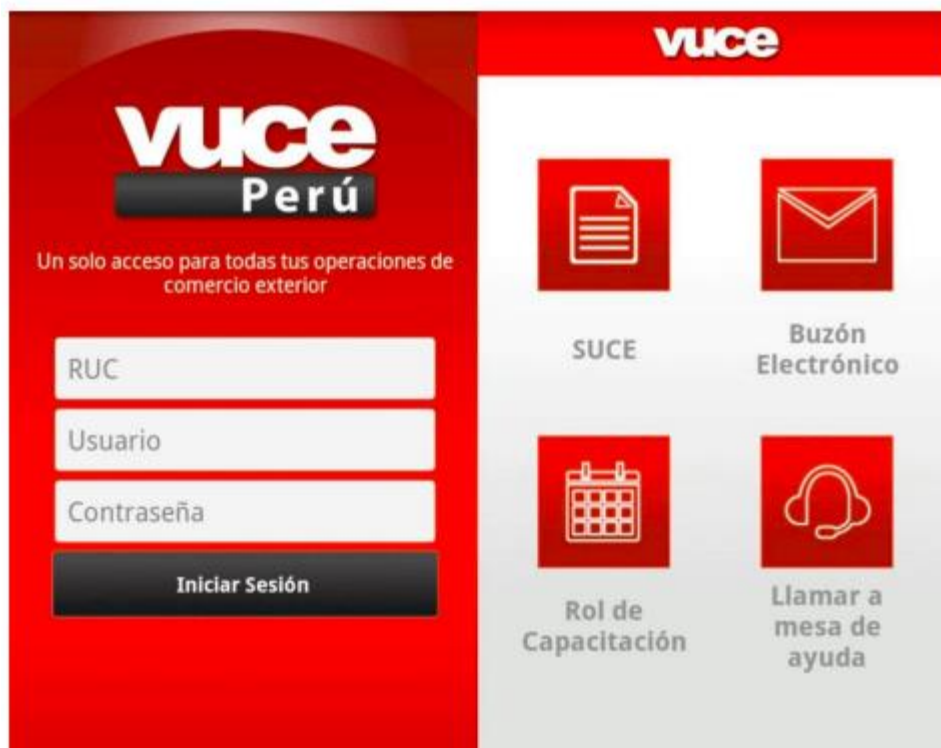 vuce
Perú
Un solo acceso para todas tus operaciones de
comercio exterior
RUC
Usuario
Contraseña
Iniciar Sesión
vuce
SUCE
Buzón
Electrónico
Rol de
Capacitación
Llamar a
mesa de
ayuda